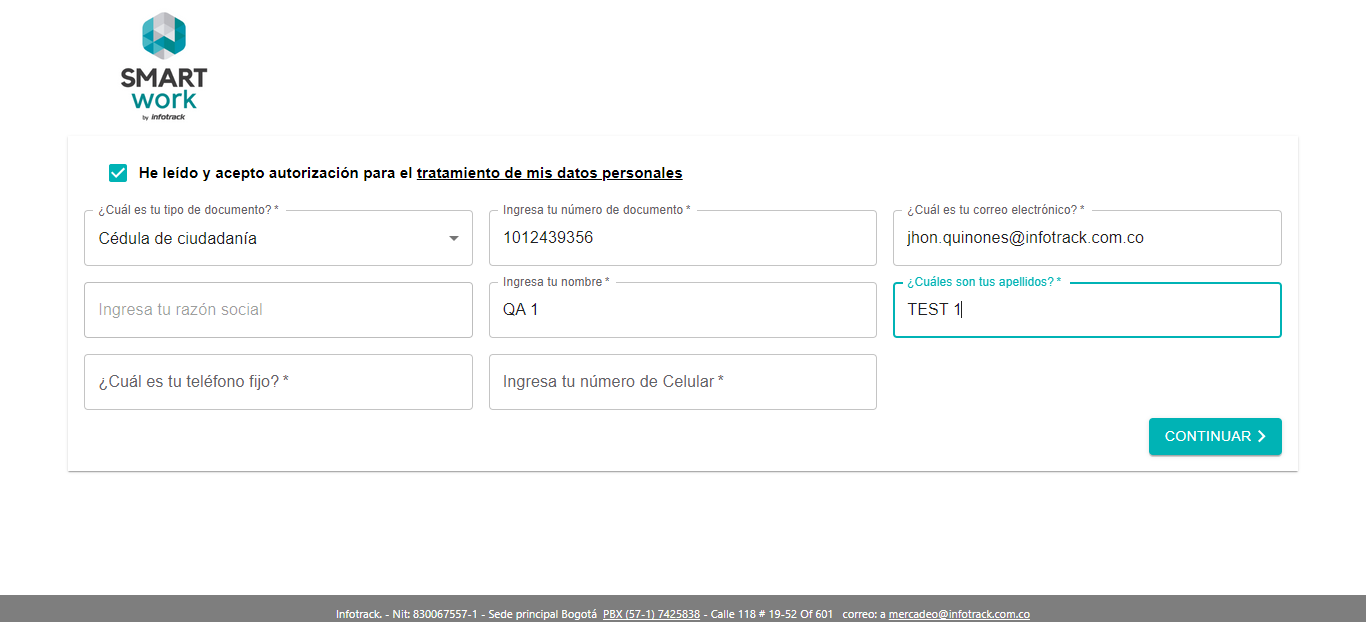 SMART
work
by infotrack
He leído y acepto autorización para el tratamiento de mis datos personales
¿Cuál es tu tipo de documento? *
Cédula de ciudadanía
Ingresa tu número de documento *
1012439356
¿Cuál es tu correo electrónico? *
jhon.quinones@infotrack.com.co
Ingresa tu razón social
Ingresa tu nombre *
QA 1
¿Cuáles son tus apellidos? *
TEST 1
¿Cuál es tu teléfono fijo? *
Ingresa tu número de Celular *
CONTINUAR
Infotrack. - Nit: 830067557-1 - Sede principal Bogotá PBX (57-1) 7425838 - Calle 118 # 19-52 Of 601 correo: a mercadeo@infotrack.com.co